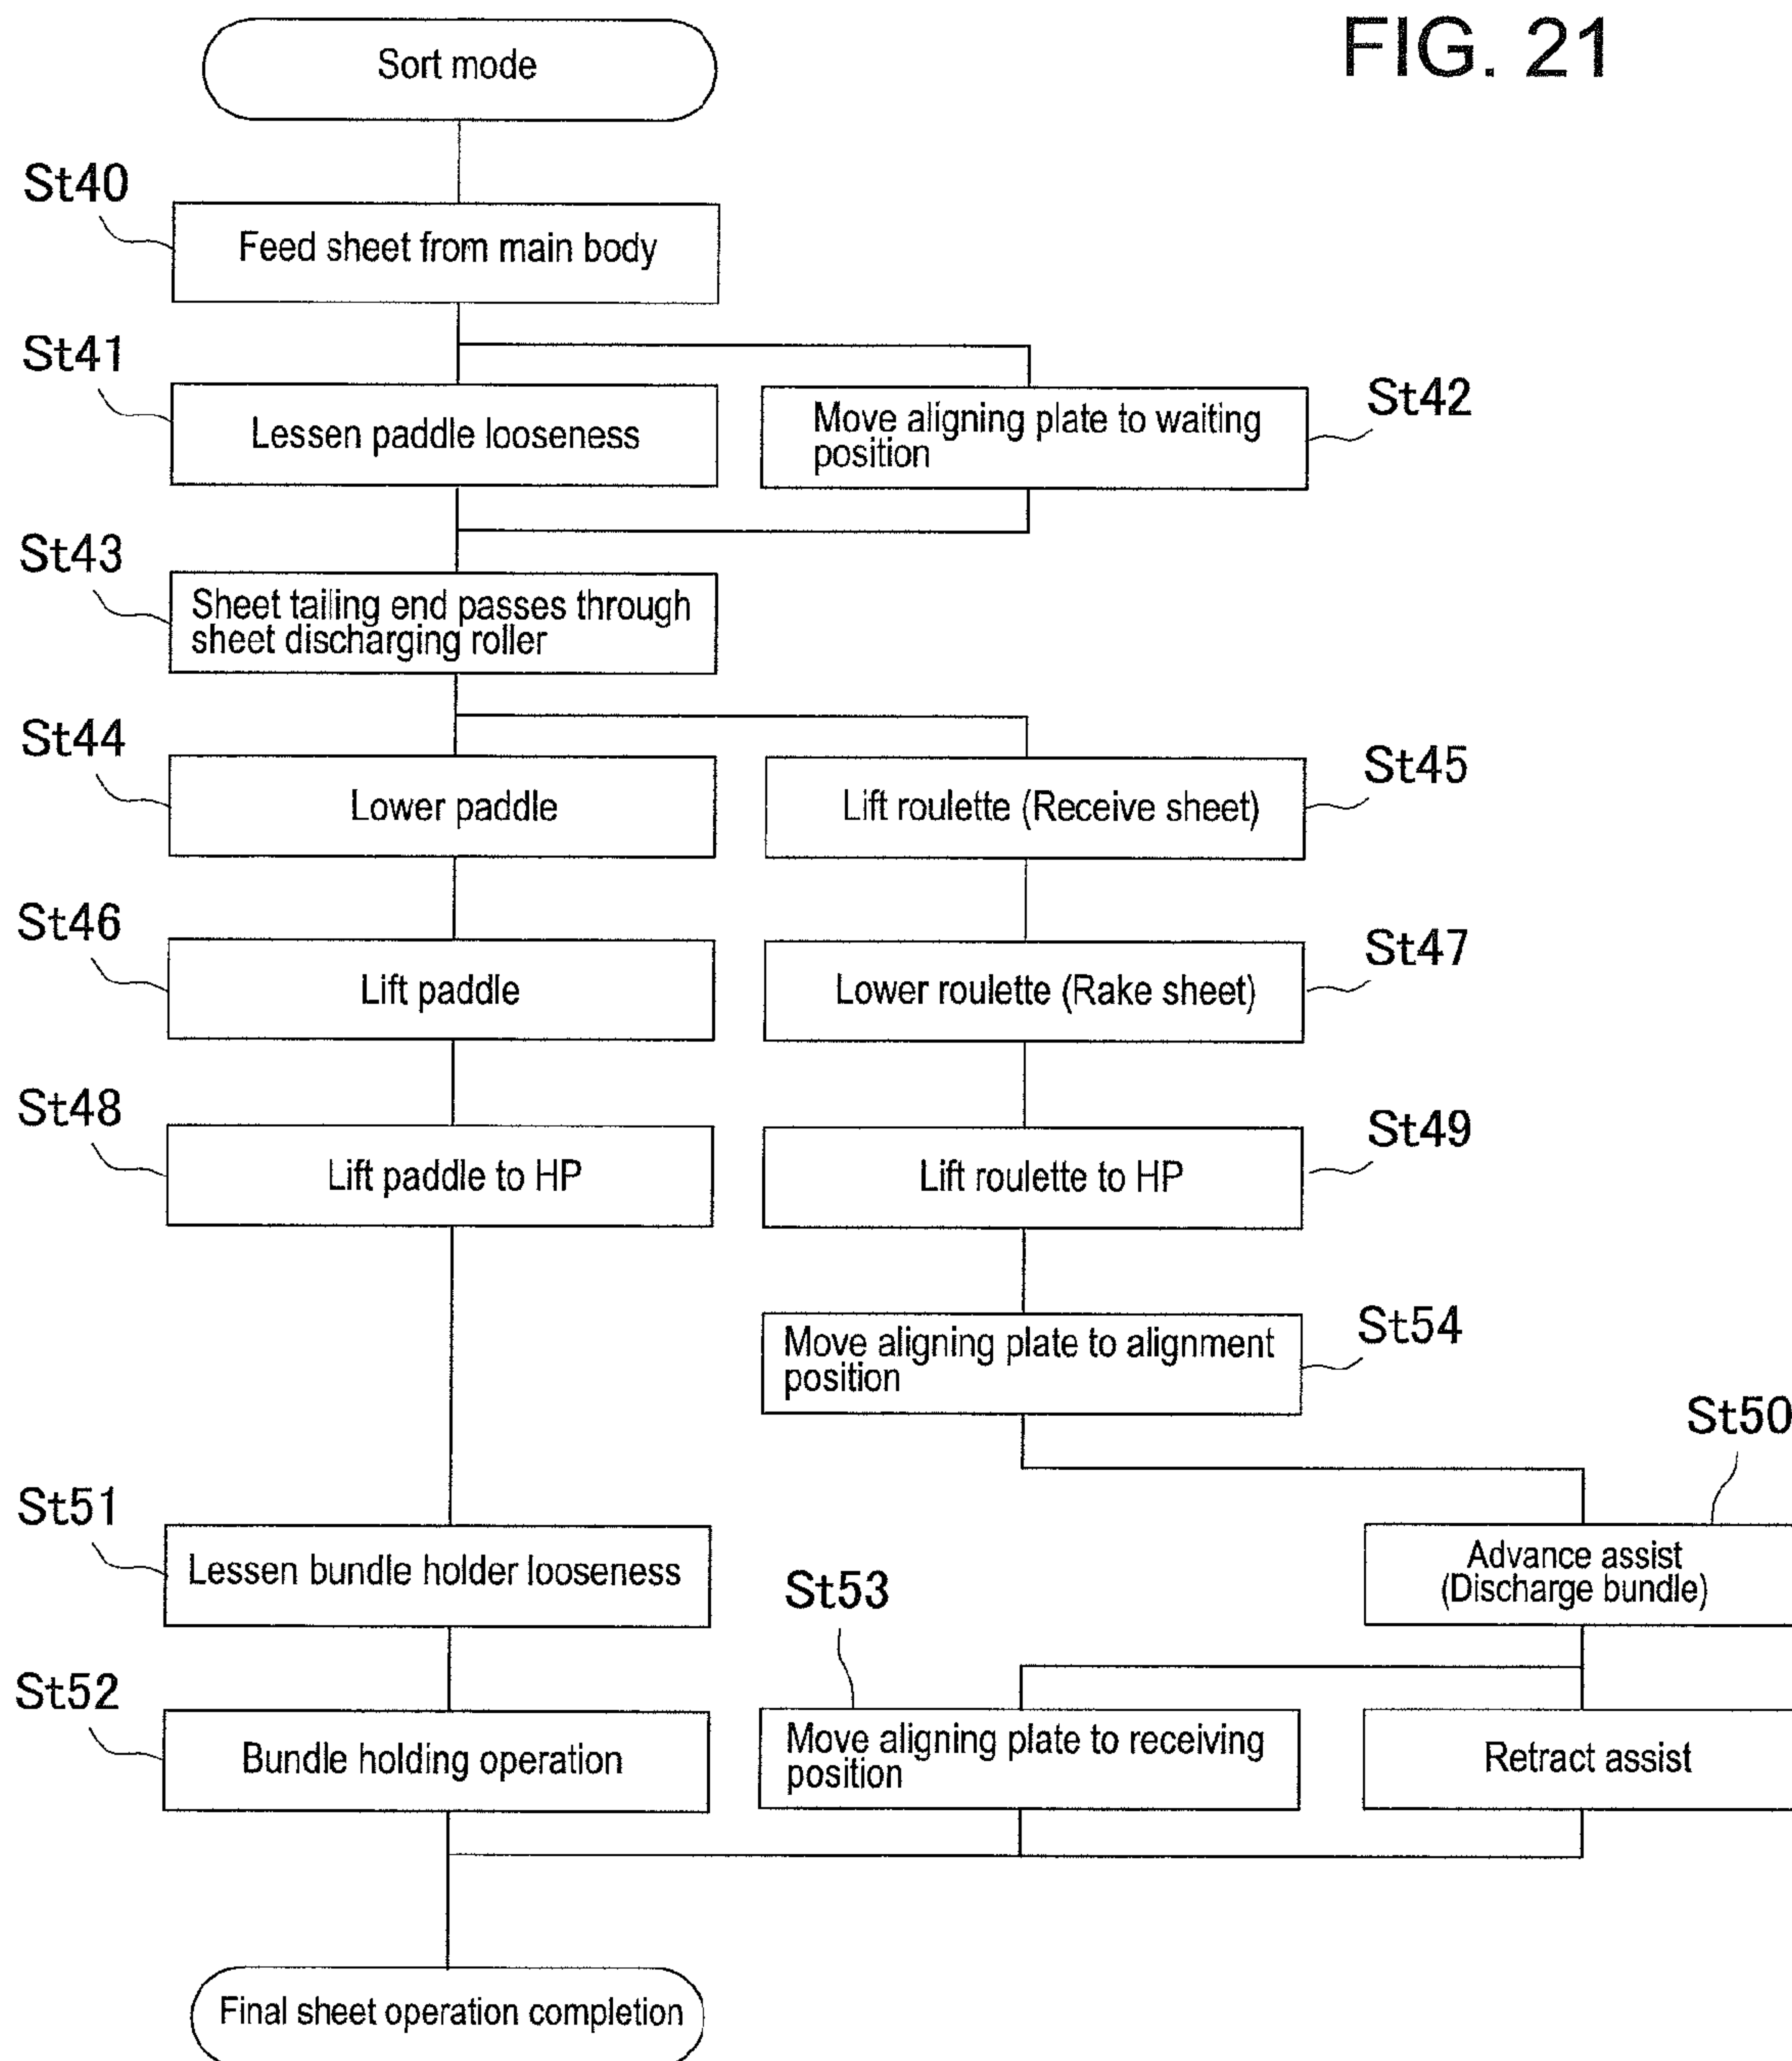 FIG. 21
Sort mode
St40
Feed sheet from main body
St41
Lessen paddle looseness
Move aligning plate to waiting
position
St42
St43
Sheet tailing end passes through
sheet discharging roller
St44
Lower paddle
Lift roulette (Receive sheet)
St45
St46
Lift paddle
Lower roulette (Rake sheet)
St47
St48
Lift paddle to HP
Lift roulette to HP
St49
Move aligning plate to alignment
position
St54
St50
St51
Lessen bundle holder looseness
Advance assist
(Discharge bundle)
St53
St52
Bundle holding operation
Move aligning plate to receiving
position
Retract assist
Final sheet operation completion